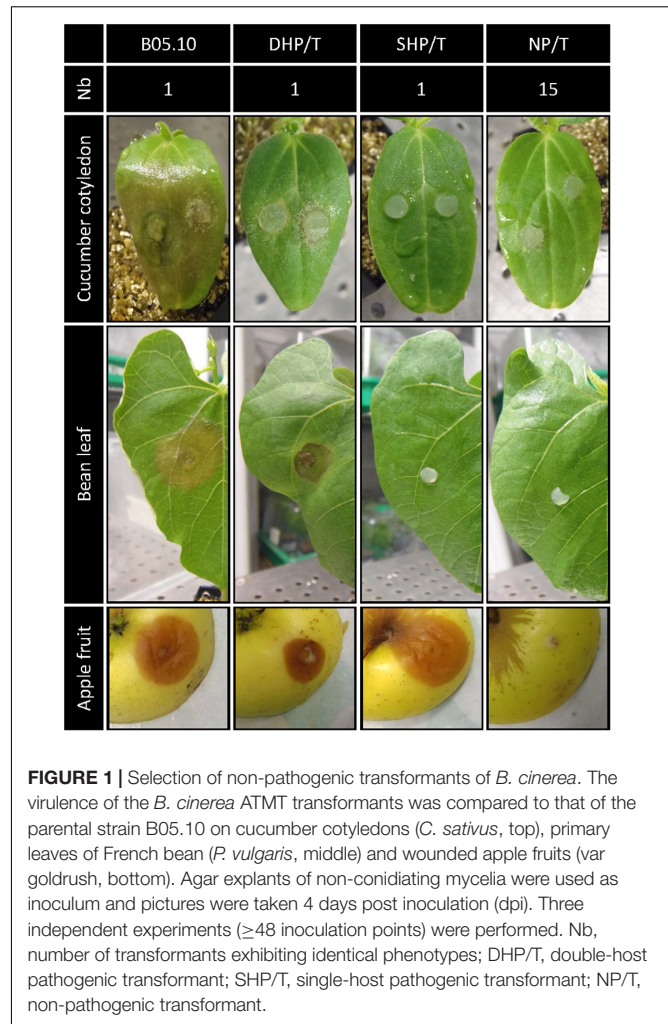 B05.10 DHP/T SHP/T NP/T
Nb 1 1 1 15
Cucumber cotyledon
Bean leaf
Apple fruit
FIGURE 1 | Selection of non-pathogenic transformants of B. cinerea. The
virulence of the B. cinerea ATMT transformants was compared to that of the
parental strain B05.10 on cucumber cotyledons (C. sativus, top), primary
leaves of French bean (P. vulgaris, middle) and wounded apple fruits (var
goldrush, bottom). Agar explants of non-conidiating mycelia were used as
inoculum and pictures were taken 4 days post inoculation (dpi). Three
independent experiments (≥48 inoculation points) were performed. Nb,
number of transformants exhibiting identical phenotypes; DHP/T, double-host
pathogenic transformant; SHP/T, single-host pathogenic transformant; NP/T,
non-pathogenic transformant.